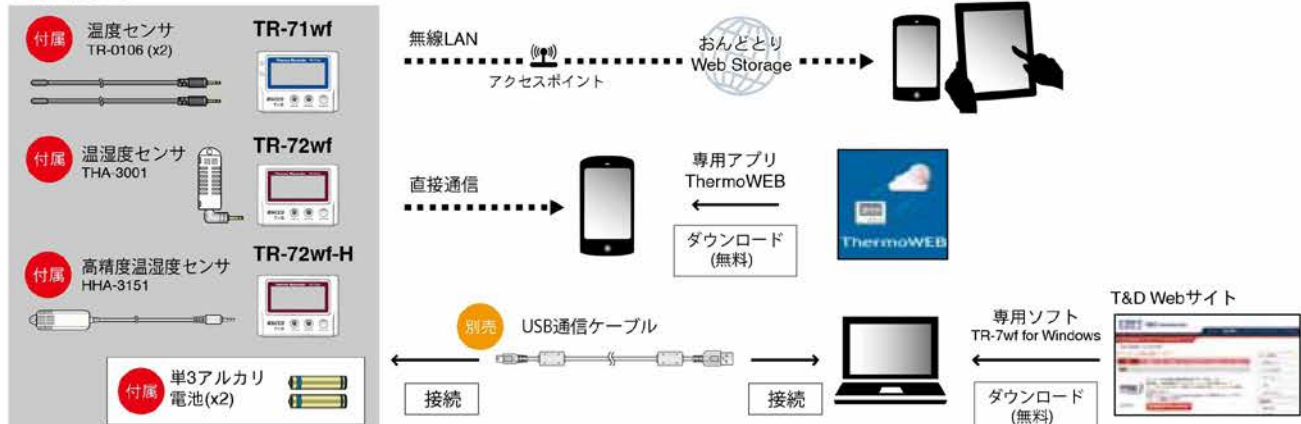 付属
温度センサ
TR-0106 (x2)
TR-71wf
付属
温湿度センサ
THA-3001
TR-72wf
付属
高精度温湿度センサ
HHA-3151
TR-72wf-H
付属
単3アルカリ
電池(x2)
無線LAN
アクセスポイント
おんどとり
Web Storage
直接通信
専用アプリ
ThermoWEB
ダウンロード
(無料)
ThermoWEB
別売
USB通信ケーブル
接続
接続
専用ソフト
TR-7wf for Windows
ダウンロード
(無料)
T&D Webサイト